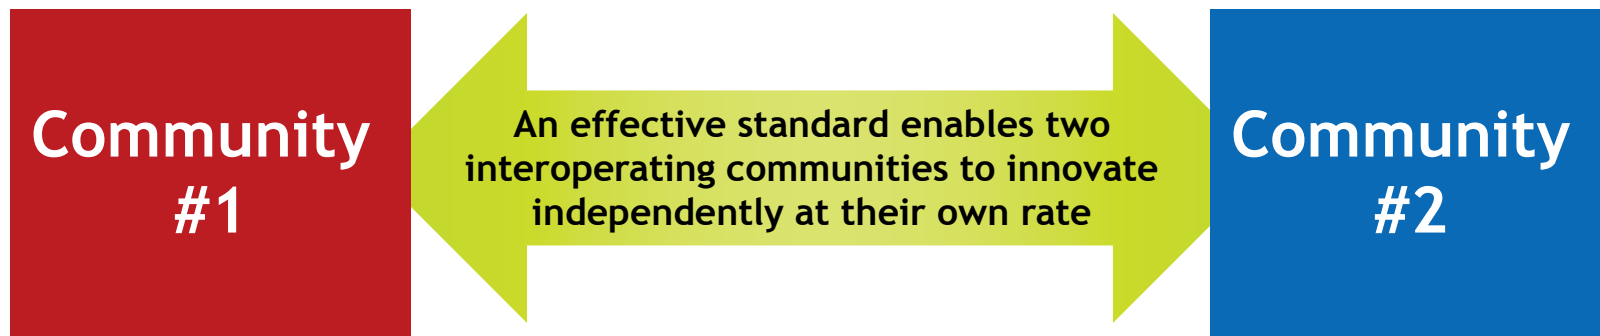 Community
#1
An effective standard enables two
interoperating communities to innovate
independently at their own rate
Community
#2